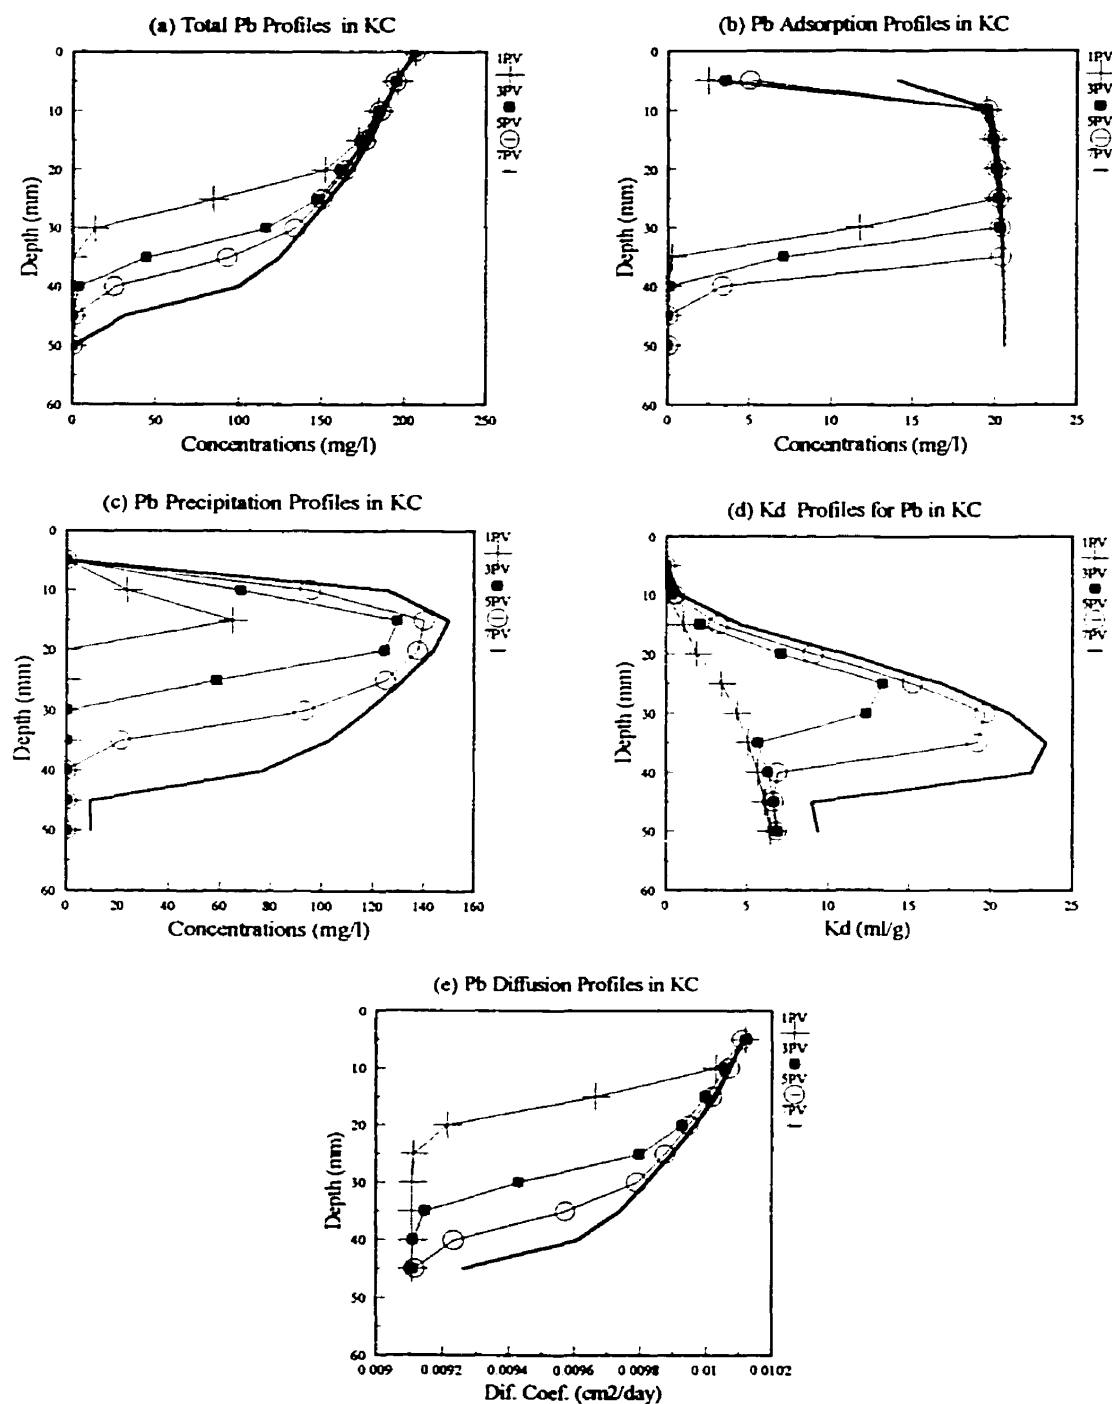 (a) Total Pb Profiles in KC
0
10
20
30
40
50
60
Depth (mm)
0 50 100 150 200 250
Concentrations (mg/l)
1PV
3PV
5PV
7PV
(b) Pb Adsorption Profiles in KC
0
10
20
30
40
50
60
Depth (mm)
0 5 10 15 20 25
Concentrations (mg/l)
1PV
3PV
5PV
7PV
(c) Pb Precipitation Profiles in KC
0
10
20
30
40
50
60
Depth (mm)
0 20 40 60 80 100 120 140 160
Concentrations (mg/l)
1PV
3PV
5PV
7PV
(d) Kd Profiles for Pb in KC
0
10
20
30
40
50
60
Depth (mm)
0 5 10 15 20 25
Kd (ml/g)
1PV
3PV
5PV
7PV
(e) Pb Diffusion Profiles in KC
0
10
20
30
40
50
60
Depth (mm)
0.009 0.0092 0.0094 0.0096 0.0098 0.01 0.0102
Dif. Coef. (cm2/day)
1PV
3PV
5PV
7PV